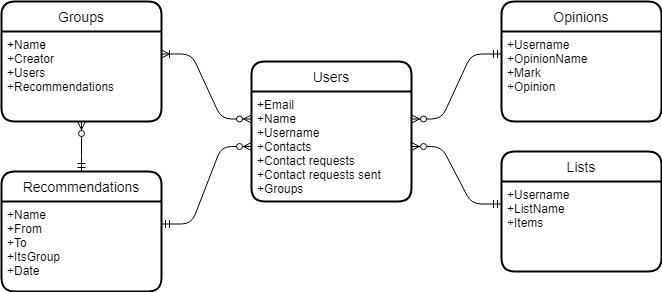 Groups
+Name
+Creator
+Users
+Recommendations
Recommendations
+Name
+From
+To
+ItsGroup
+Date
Users
+Email
+Name
+Username
+Contacts
+Contact requests
+Contact requests sent
+Groups
Opinions
+Username
+OpinionName
+Mark
+Opinion
Lists
+Username
+ListName
+Items